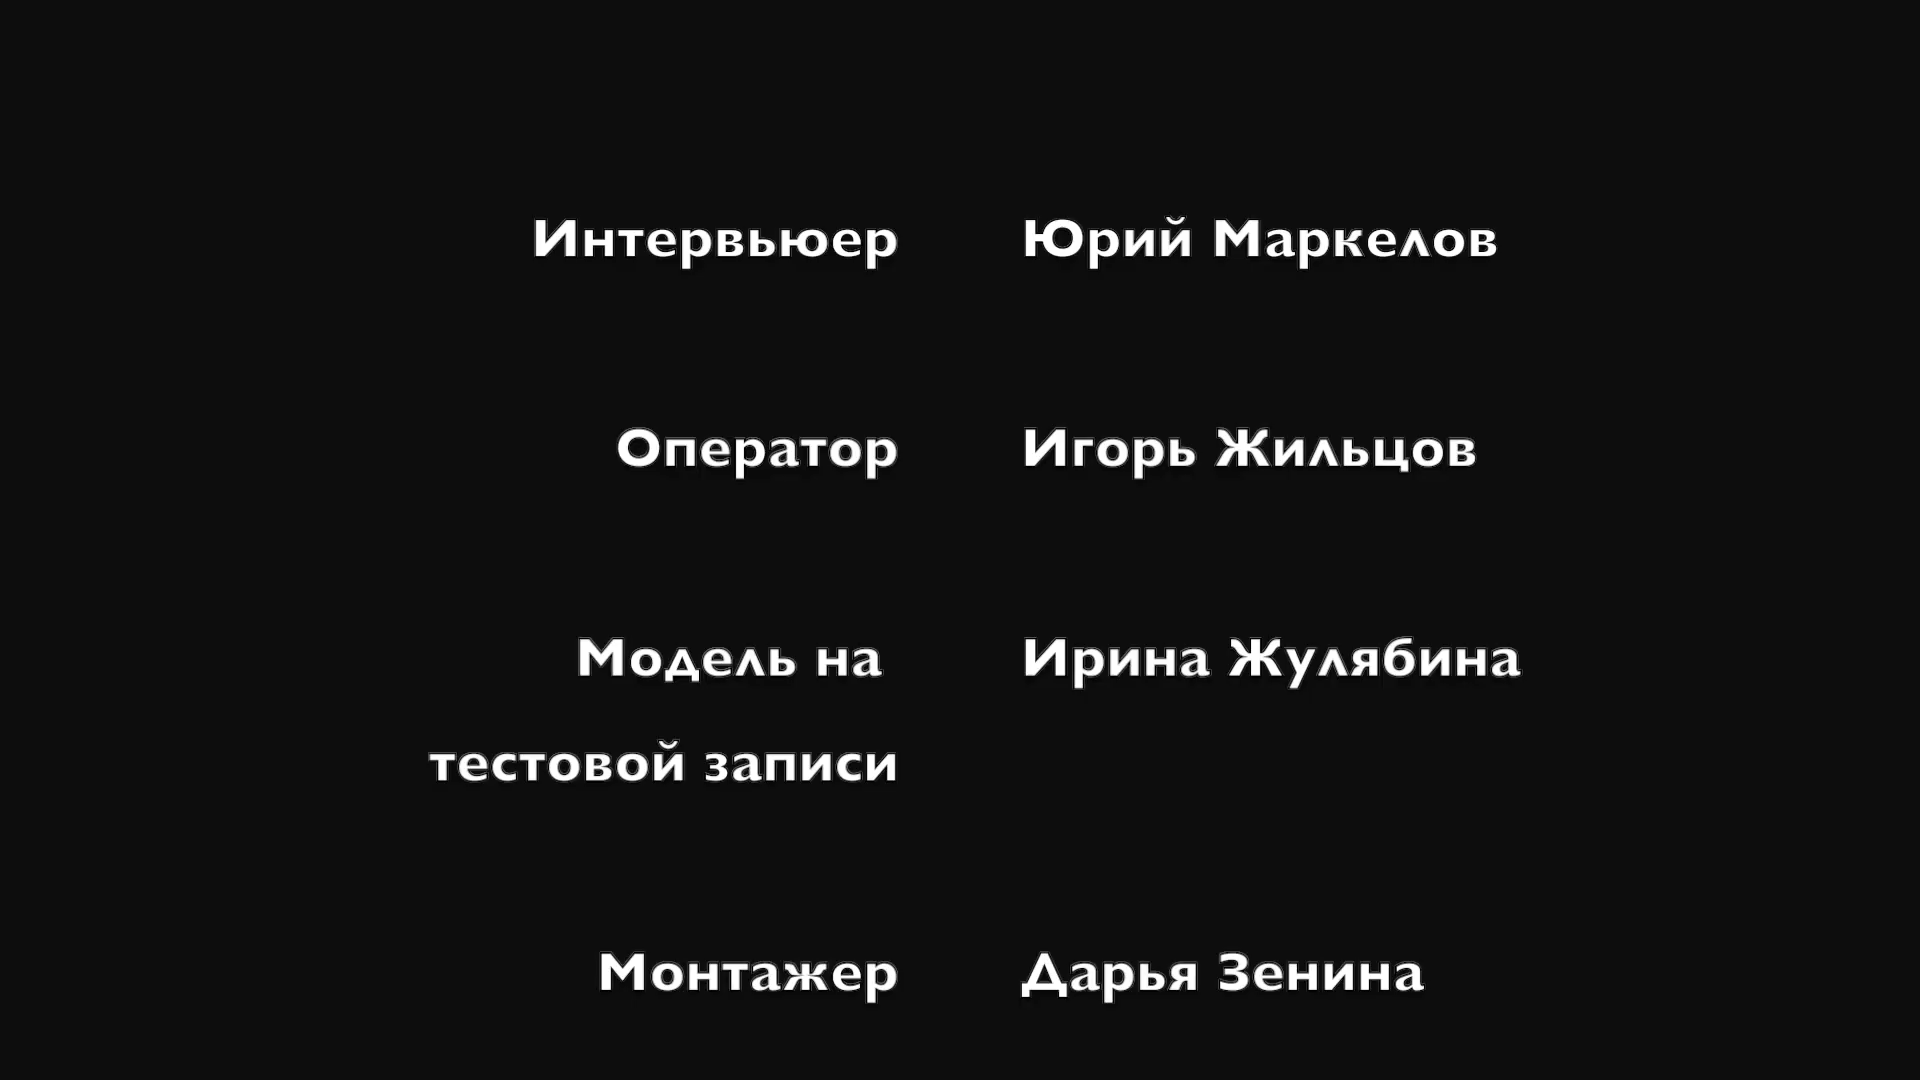 Интервьюер Юрий Маркелов
Оператор Игорь Жильцов
Модель на Ирина Жулябина
тестовой записи
Монтажер Дарья Зенина